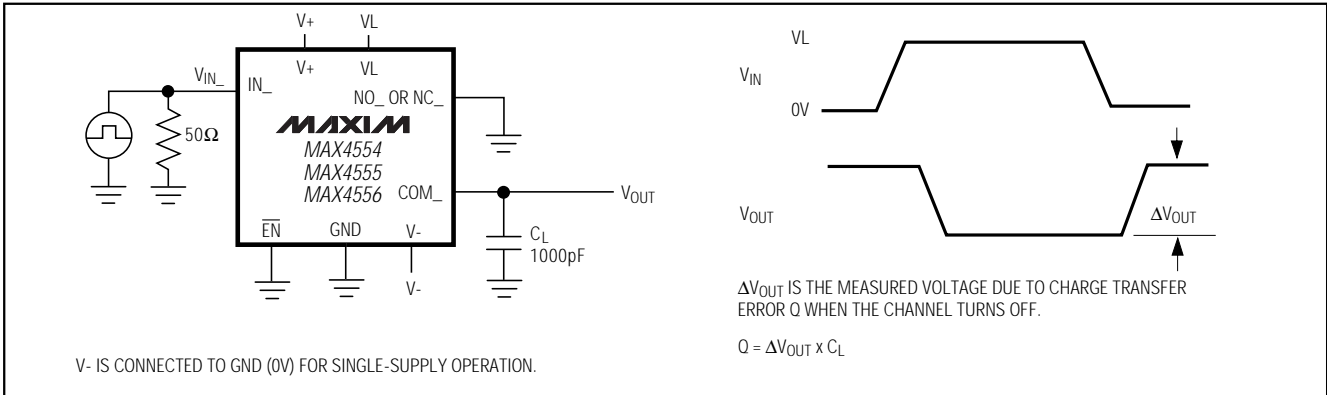 V+ VL
V+ VL
VIN_
IN_
NO_ OR NC_
50Ω
MAXIM
MAX4554
MAX4555
MAX4556
COM_
VOUT
EN GND V-
CL
1000pF
V-
V- IS CONNECTED TO GND (0V) FOR SINGLE-SUPPLY OPERATION.
VL
VIN
0V
VOUT
ΔVOUT
ΔVOUT IS THE MEASURED VOLTAGE DUE TO CHARGE TRANSFER
ERROR Q WHEN THE CHANNEL TURNS OFF.
Q = ΔVOUT x CL